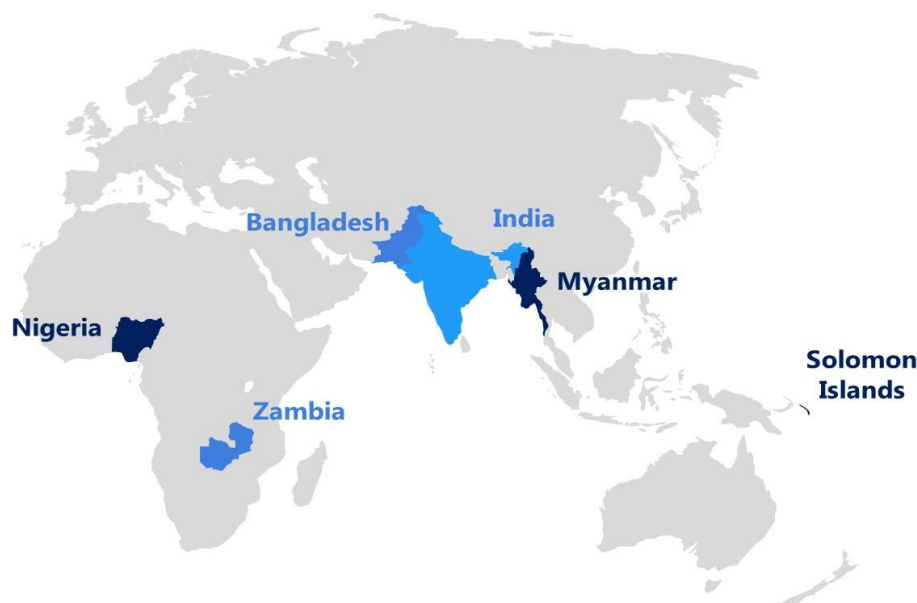 Bangladesh
India
Myanmar
Nigeria
Solomon
Islands
Zambia